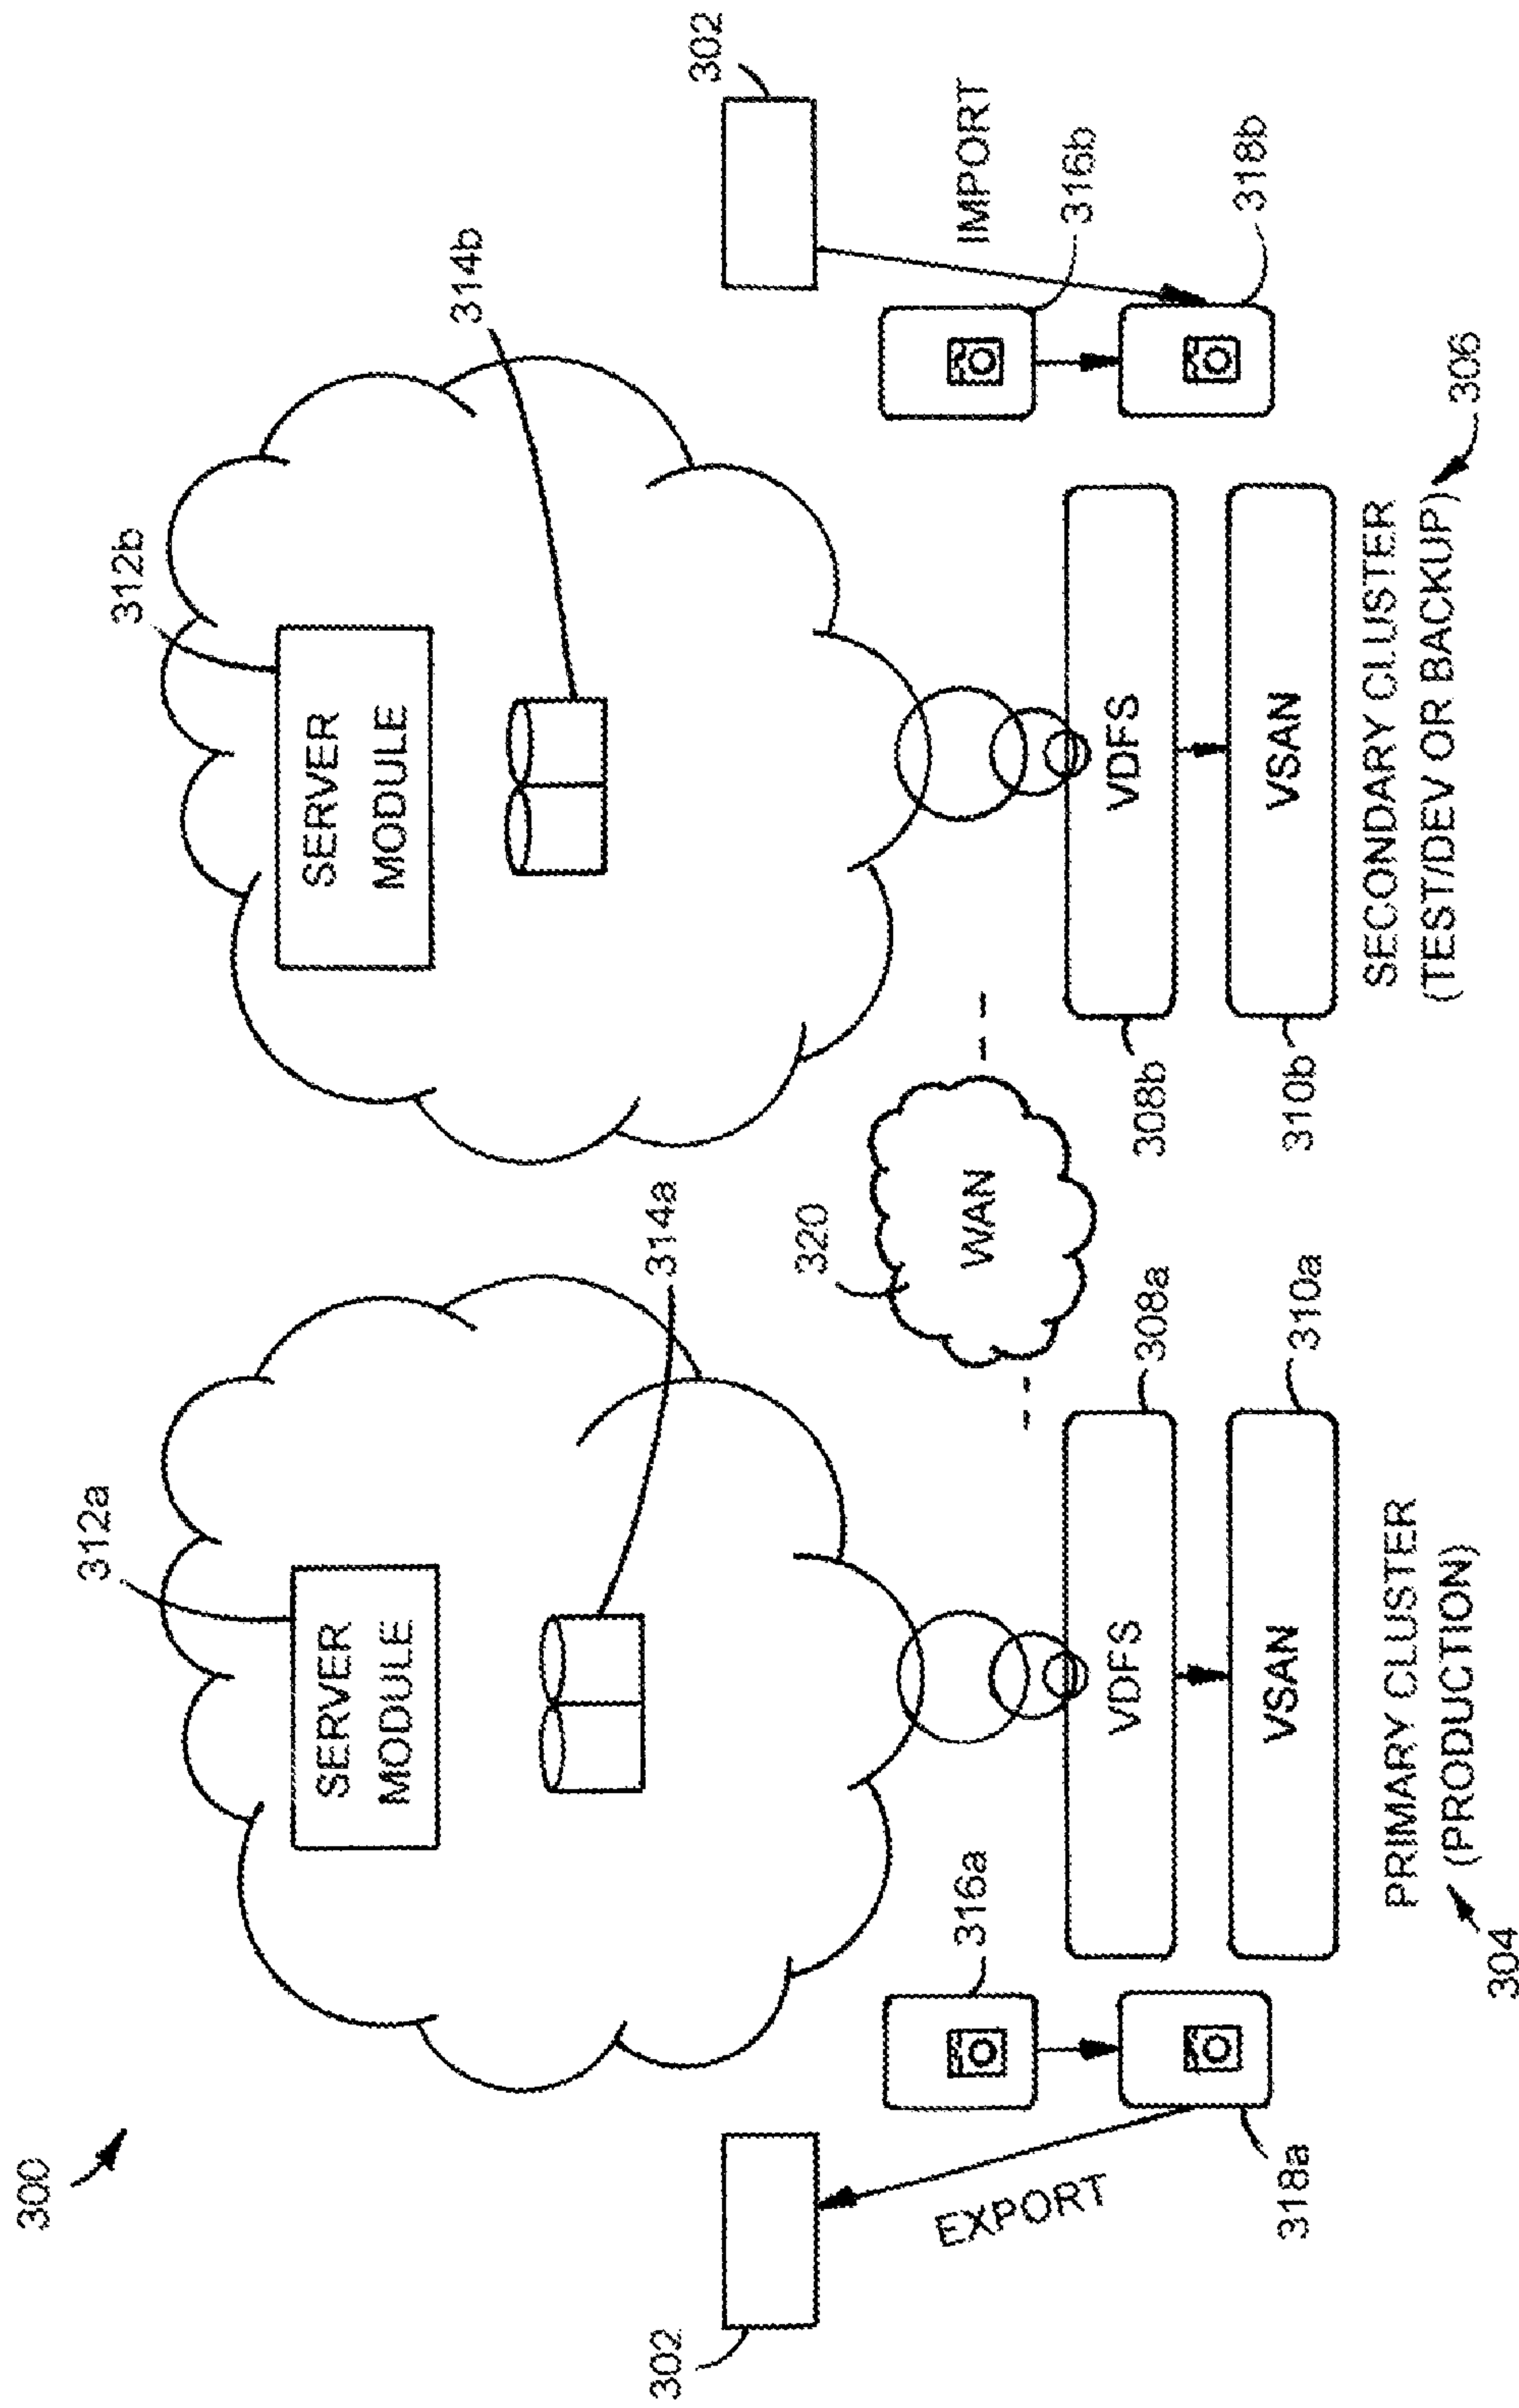 300
312a
SERVER
MODULE
314a
312b
SERVER
MODULE
314b
302
EXPORT
316a
318a
320
WAN
302
IMPORT
316b
318b
VDFS
308a
VSAN
310a
VDFS
308b
VSAN
310b
PRIMARY CLUSTER
(PRODUCTION)
304
SECONDARY CLUSTER
(TEST/DEV OR BACKUP)
306